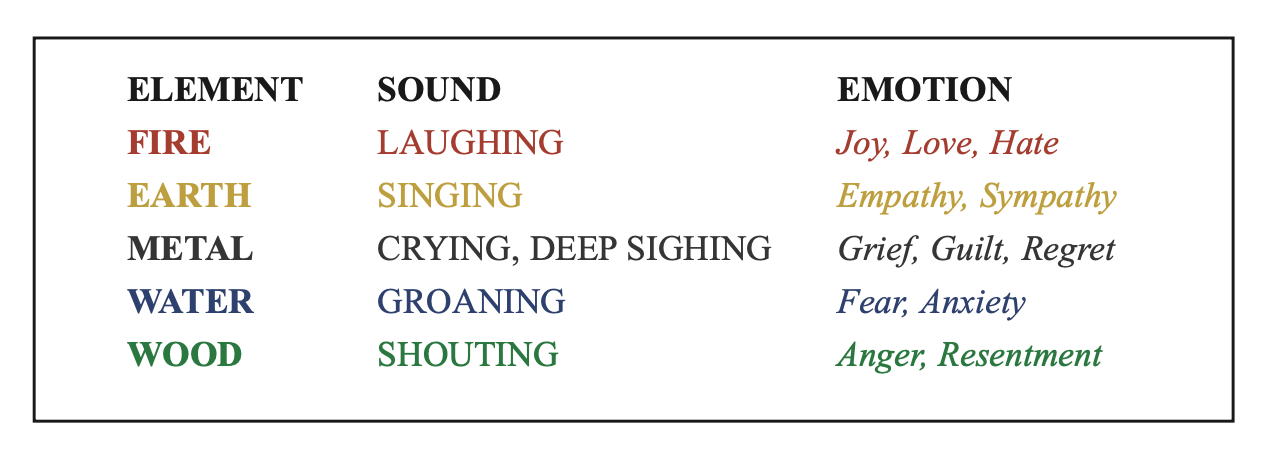 ELEMENT SOUND EMOTION
FIRE LAUGHING Joy, Love, Hate
EARTH SINGING Empathy, Sympathy
METAL CRYING, DEEP SIGHING Grief, Guilt, Regret
WATER GROANING Fear, Anxiety
WOOD SHOUTING Anger, Resentment